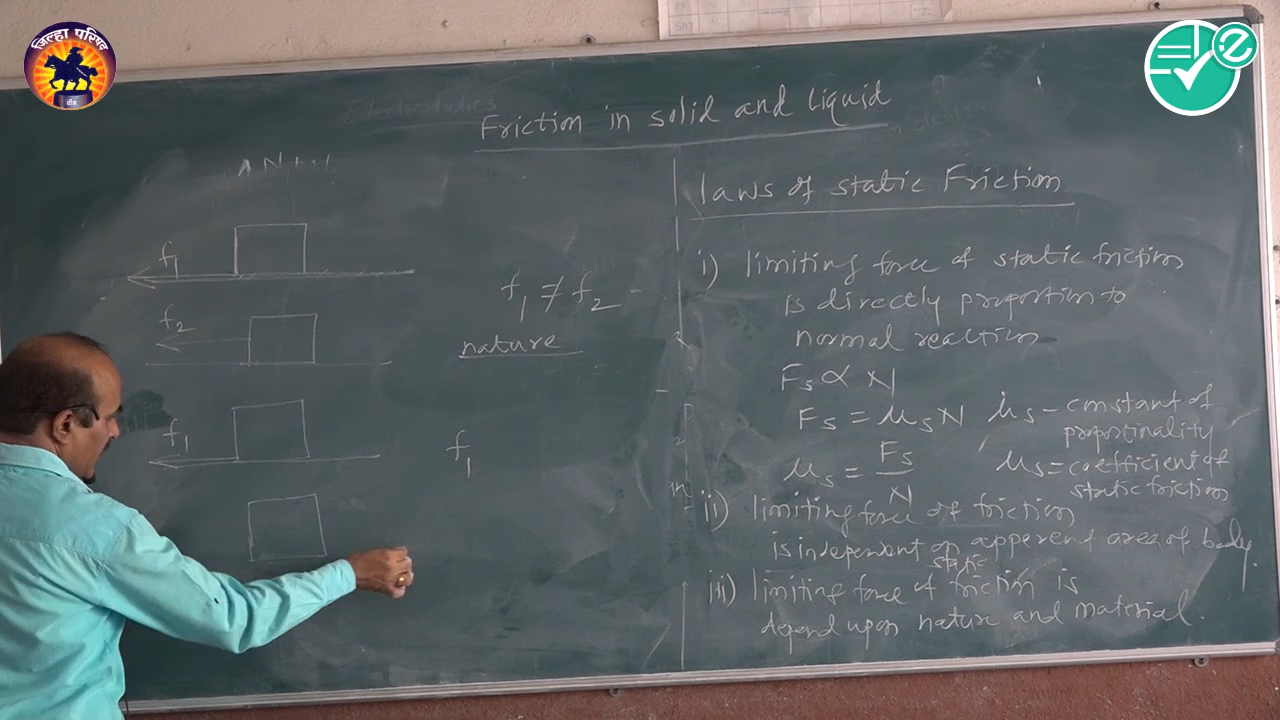 जिल्हा परिषद
बीड
Friction in solid and liquid
f1
f2
f1 ≠ f2
nature
f1
f1
laws of static Friction
i) limiting force of static friction
is directly proportion to
normal reaction
Fs ∝ N
Fs = μsN μs - constant of
proportinality
μs = Fs/N μs = coefficient of
static friction
ii) limiting force of friction
is independent on apperent area of body.
static
iii) limiting force of friction is
depend upon nature and material.